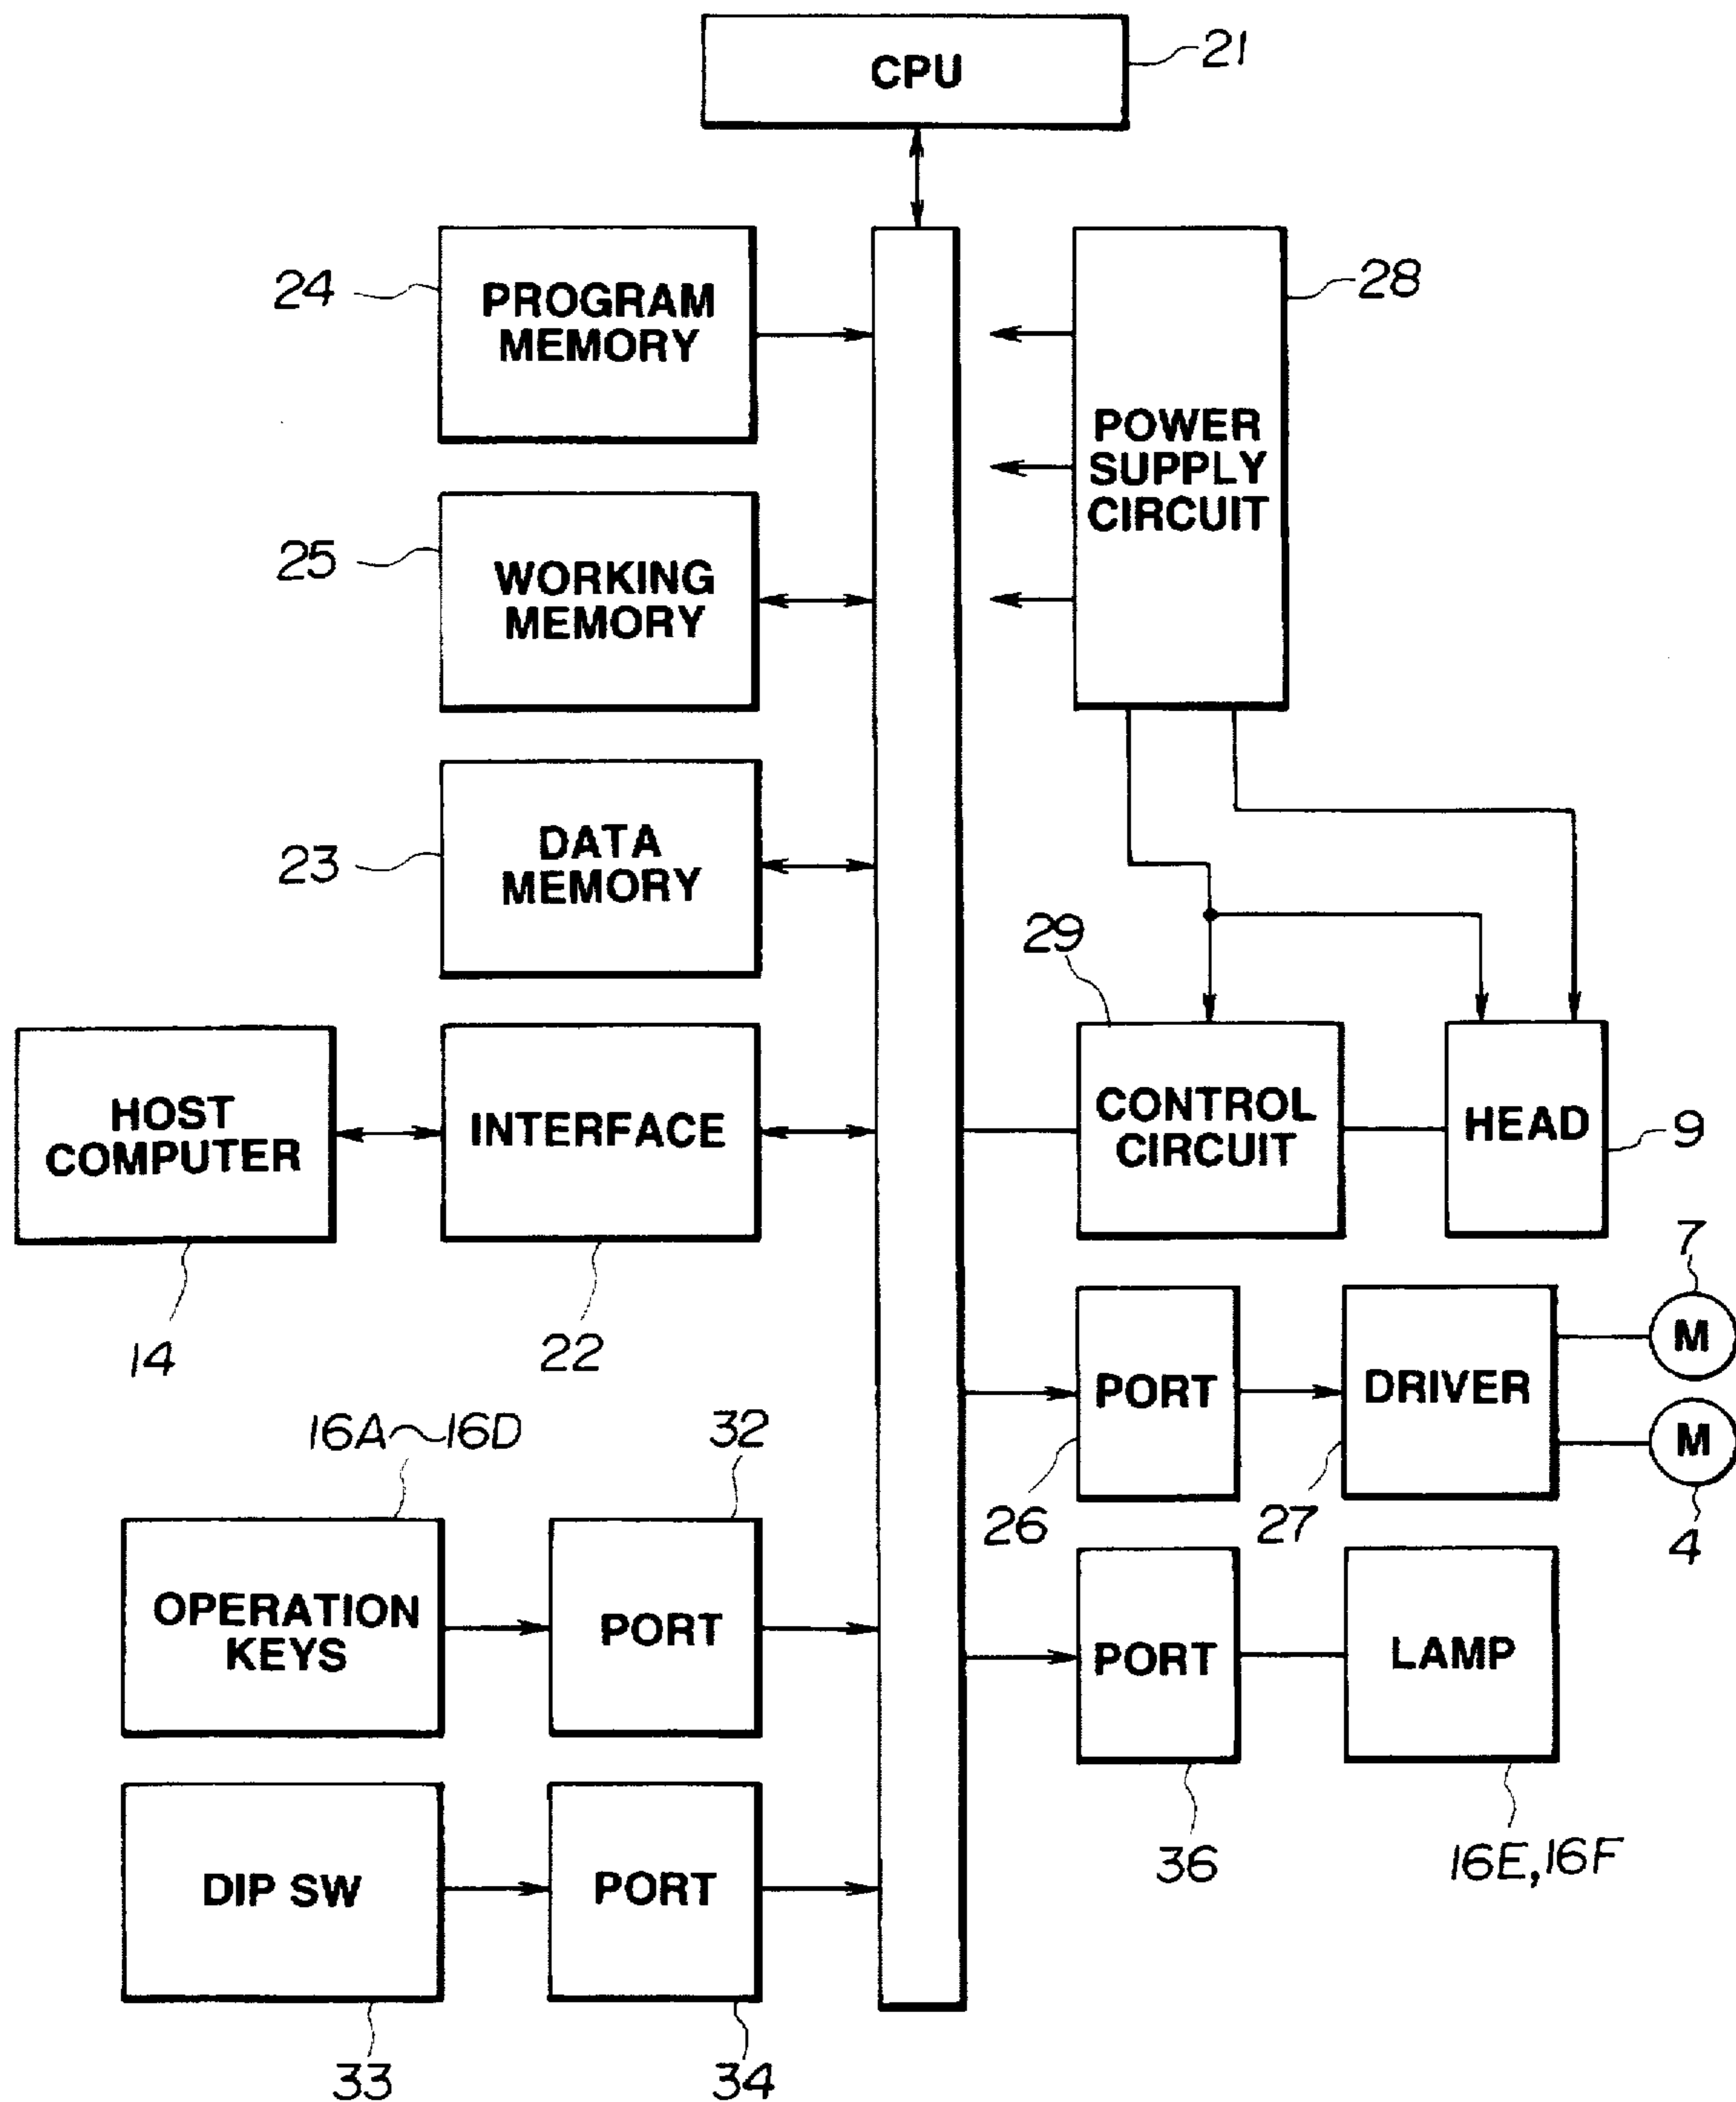 CPU
21
24
PROGRAM
MEMORY
28
POWER
SUPPLY
CIRCUIT
25
WORKING
MEMORY
23
DATA
MEMORY
29
HOST
COMPUTER
INTERFACE
CONTROL
CIRCUIT
HEAD
9
14
22
7
M
PORT
DRIVER
M
26
27
4
16A~16D
32
OPERATION
KEYS
PORT
PORT
LAMP
36
16E, 16F
DIP SW
PORT
33
34